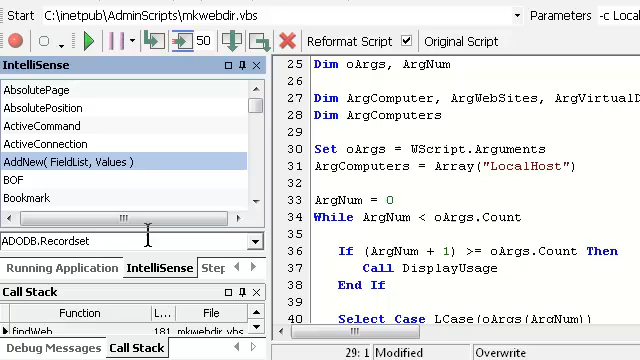 Start C:\inetpub\AdminScripts\mkwebdir.vbs Parameters -c Local
50 Reformat Script Original Script
IntelliSense
AbsolutePage
AbsolutePosition
ActiveCommand
ActiveConnection
AddNew( FieldList, Values )
BOF
Bookmark
ADODB.Recordset
Running Application IntelliSense Step
Call Stack
Function L... File
findWeb 181 mkwebdir.vbs
Debug Messages Call Stack
25 Dim oArgs, ArgNum
26
27 Dim ArgComputer, ArgWebSites, ArgVirtualD
28 Dim ArgComputers
29
30 Set oArgs = WScript.Arguments
31 ArgComputers = Array("LocalHost")
32
33 ArgNum = 0
34 While ArgNum < oArgs.Count
35
36 If (ArgNum + 1) >= oArgs.Count Then
37 Call DisplayUsage
38 End If
39
40 Select Case LCase(oArgs(ArgNum))
29: 1 Modified Overwrite